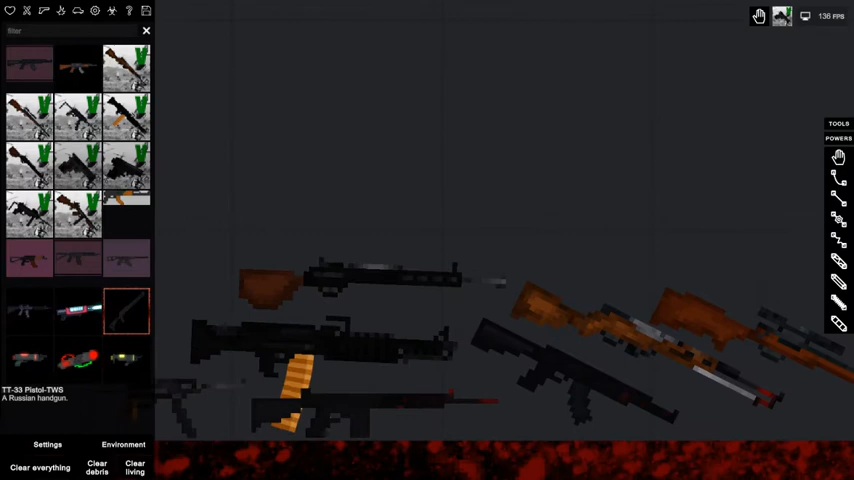 filter
136 FPS
TOOLS
POWERS
TT-33 Pistol-TWS
A Russian handgun.
Settings
Environment
Clear everything
Clear debris
Clear living